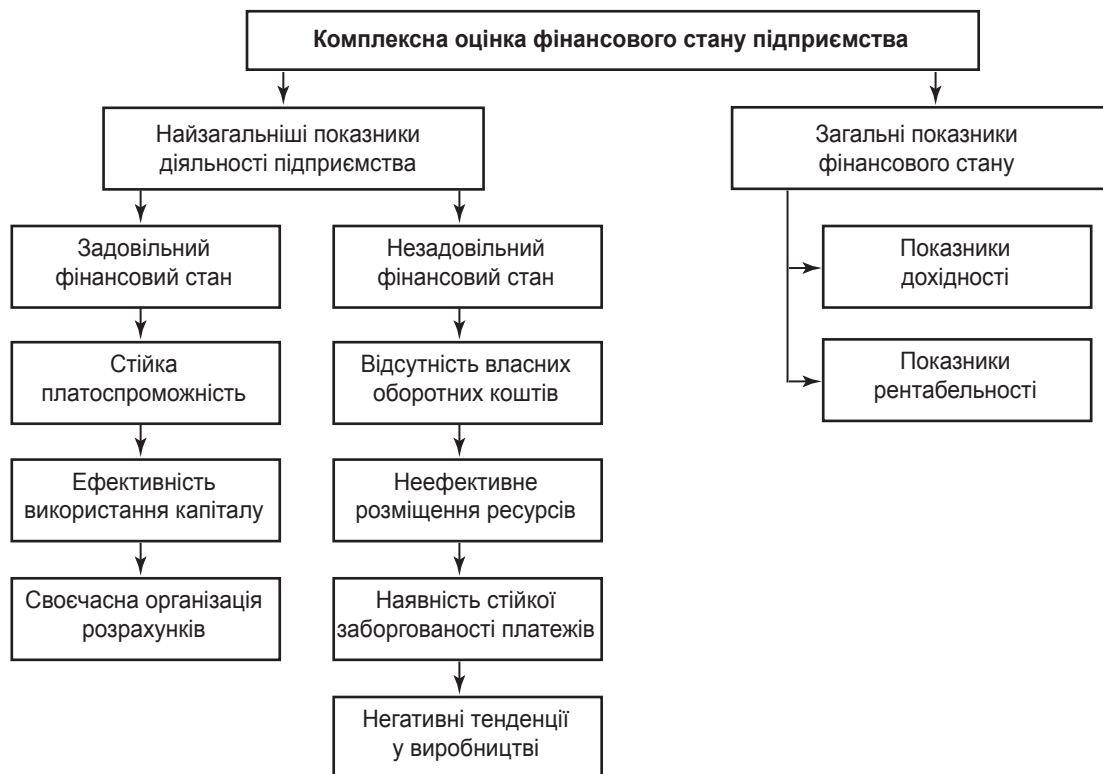 Комплексна оцінка фінансового стану підприємства
Найзагальніші показники
діяльності підприємства
Загальні показники
фінансового стану
Задовільний
фінансовий стан
Незадовільний
фінансовий стан
Показники
дохідності
Стійка
платоспроможність
Відсутність власних
оборотних коштів
Показники
рентабельності
Ефективність
використання капіталу
Неефективне
розміщення ресурсів
Своєчасна організація
розрахунків
Наявність стійкої
заборгованості платежів
Негативні тенденції
у виробництві